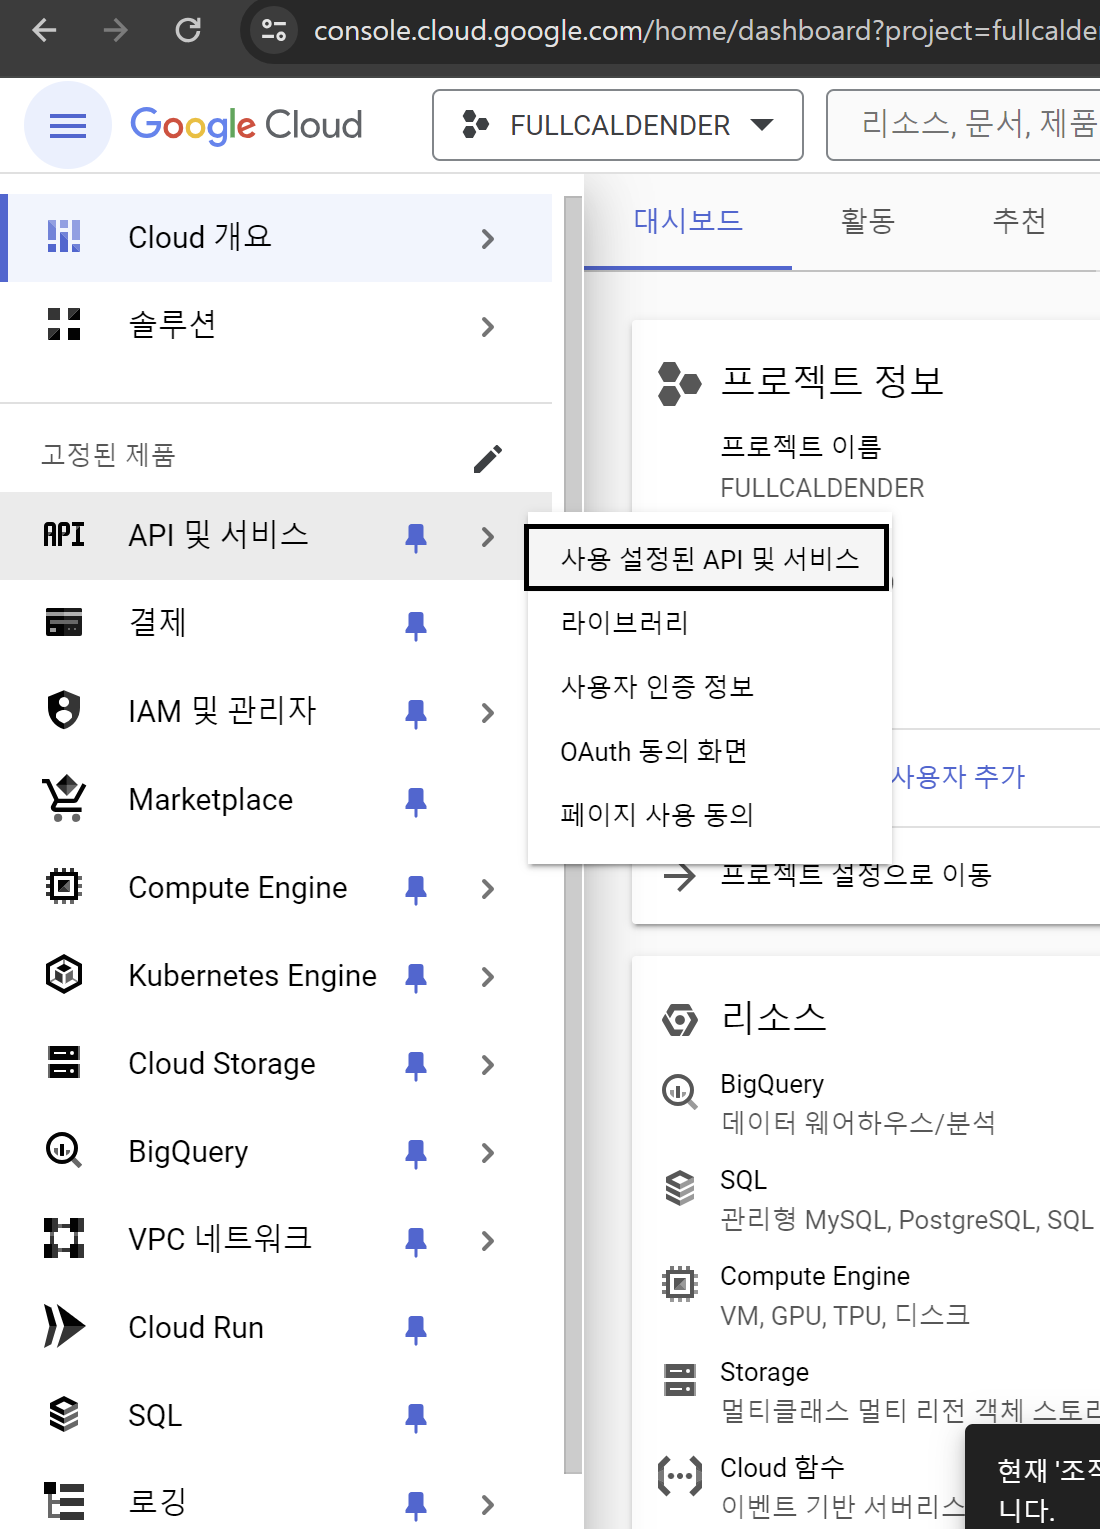 console.cloud.google.com/home/dashboard?project=fullcalde
Google Cloud
FULLCALDENDER
리소스, 문서, 제품
Cloud 개요
솔루션
고정된 제품
API 및 서비스
결제
IAM 및 관리자
Marketplace
Compute Engine
Kubernetes Engine
Cloud Storage
BigQuery
VPC 네트워크
Cloud Run
SQL
로깅
사용 설정된 API 및 서비스
라이브러리
사용자 인증 정보
OAuth 동의 화면
페이지 사용 동의
대시보드
활동
추천
프로젝트 정보
프로젝트 이름
FULLCALDENDER
사용자 추가
프로젝트 설정으로 이동
리소스
BigQuery
데이터 웨어하우스/분석
SQL
관리형 MySQL, PostgreSQL, SQL
Compute Engine
VM, GPU, TPU, 디스크
Storage
멀티클래스 멀티 리전 객체 스토리
Cloud 함수
이벤트 기반 서버리스
현재 '조직
니다.